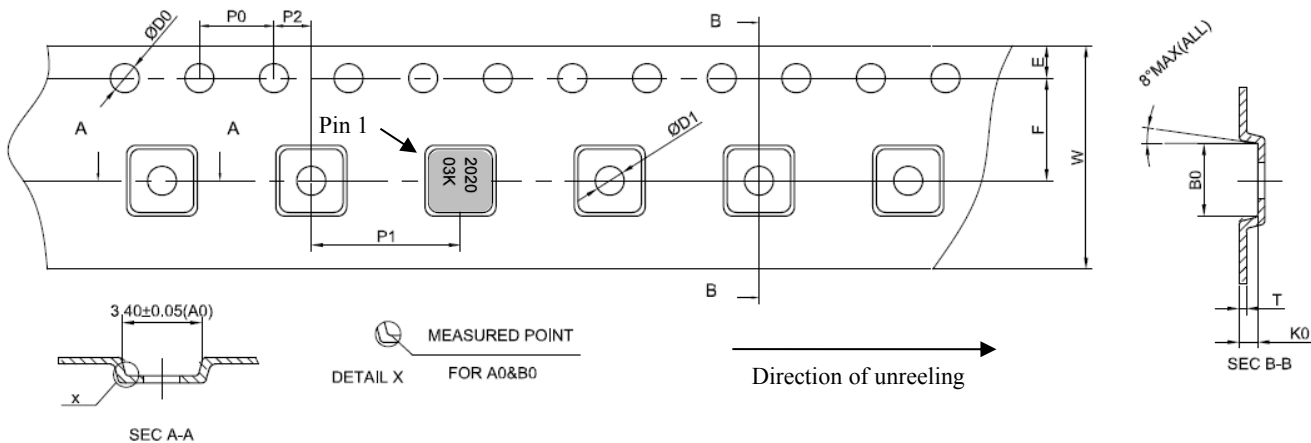 ØD0
P0
P2
B
E
8°MAX(ALL)
A
A
Pin 1
2020
03K
ØD1
F
W
B0
P1
B
T
K0
SEC B-B
3.40±0.05(A0)
x
SEC A-A
MEASURED POINT
FOR A0&B0
DETAIL X
Direction of unreeling